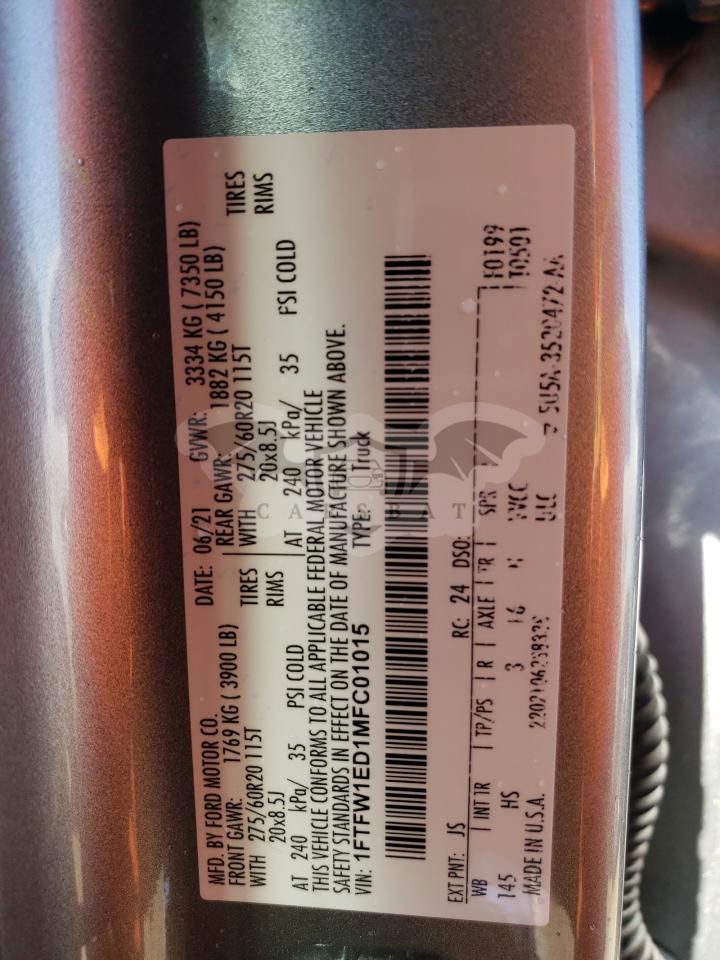 MFD. BY FORD MOTOR CO. DATE: 06/21 GVWR: 3334 KG ( 7350 LB)
FRONT GAWR: 1769 KG ( 3900 LB) REAR GAWR: 1882 KG ( 4150 LB)
WITH 275/60R20 115T TIRES WITH 275/60R20 115T TIRES
20x8.5J RIMS 20x8.5J RIMS
AT 240 kPa/ 35 PSI COLD AT 240 kPa/ 35 PSI COLD
THIS VEHICLE CONFORMS TO ALL APPLICABLE FEDERAL MOTOR VEHICLE
SAFETY STANDARDS IN EFFECT ON THE DATE OF MANUFACTURE SHOWN ABOVE.
VIN: 1FTFW1ED1MFC01015 TYPE: Truck
EXT PNT: JS RC: 24 DSO:
WB INT TR TP/PS R AXLE TR SPR F0199
145 HS 3 16 T0501
MADE IN U.S.A. ULC
CARSBAT